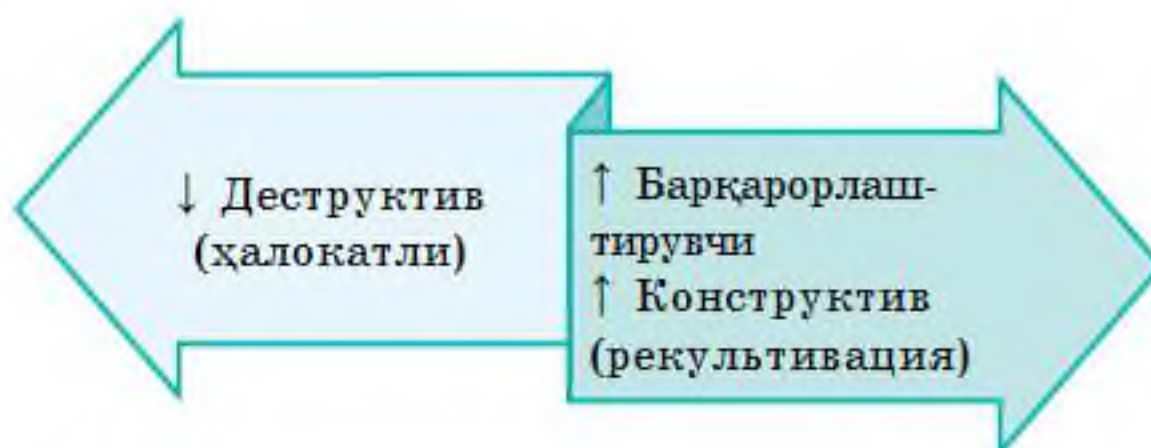 ↓ Деструктив
(ҳалокатли)
↑ Барқарорлаш-
тирувчи
↑ Конструктив
(рекультивация)